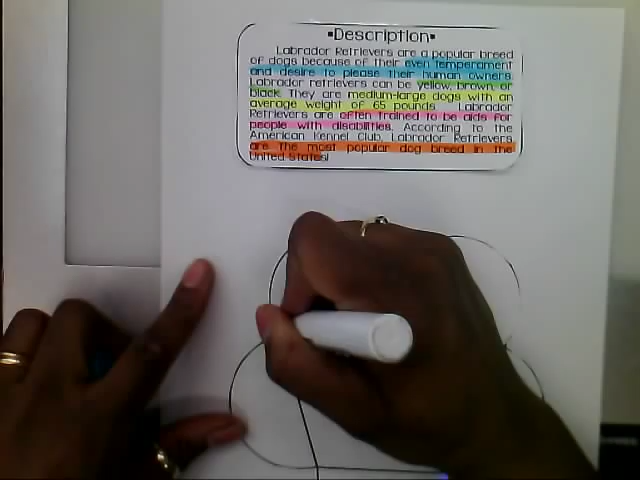 ▪Description▪
Labrador Retrievers are a popular breed
of dogs because of their even temperament
and desire to please their human owners.
Labrador retrievers can be yellow, brown, or
black. They are medium-large dogs with an
average weight of 65 pounds. Labrador
Retrievers are often trained to be aids for
people with disabilities. According to the
American Kennel Club, Labrador Retrievers
are the most popular dog breed in the
United States!